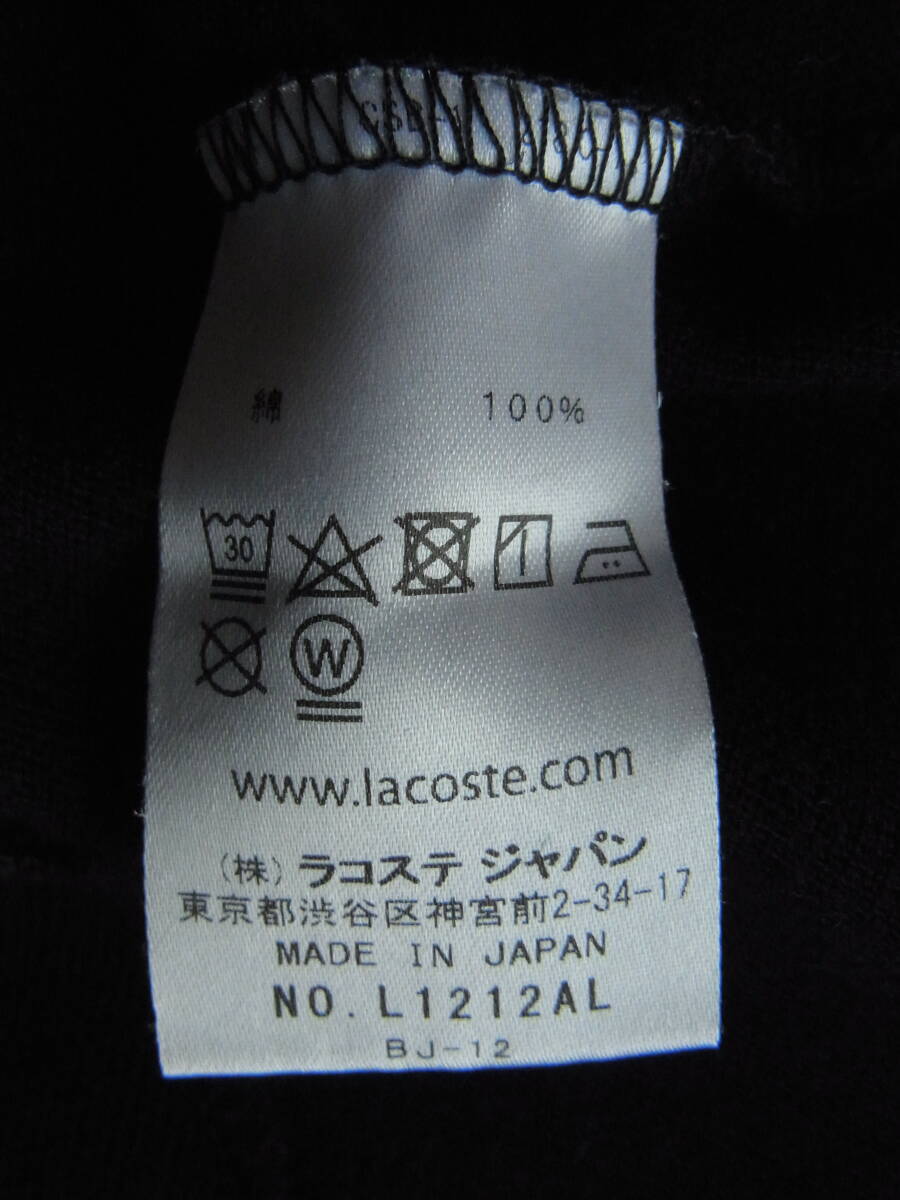 綿 100%
30
W
www.lacoste.com
(株) ラコステ ジャパン
東京都渋谷区神宮前2-34-17
MADE IN JAPAN
NO. L1212AL
BJ-12